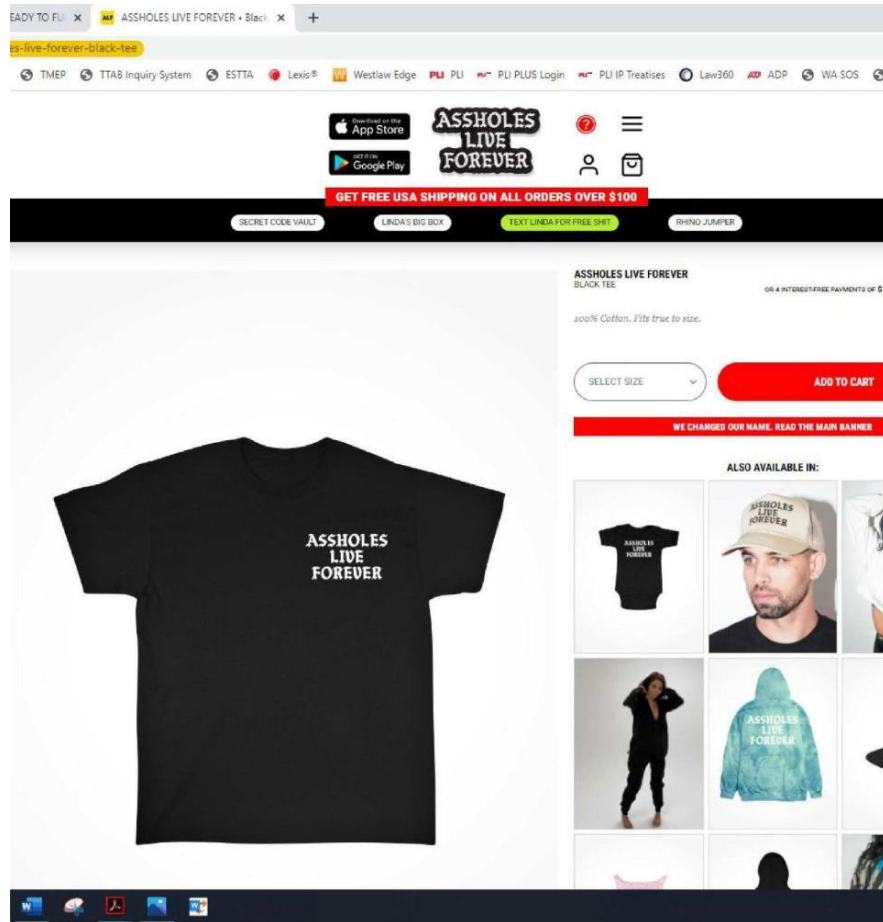 EADY TO FU
ALF ASSHOLES LIVE FOREVER • Black
es-live-forever-black-tee
TMEP TTAB Inquiry System ESTTA Lexis® Westlaw Edge PLI PLI PLI PLUS Login PLI IP Treatises Law360 ADP ADP WA SOS
Download on the
App Store
GET IT ON
Google Play
ASSHOLES
LIVE
FOREVER
?
GET FREE USA SHIPPING ON ALL ORDERS OVER $100
SECRET CODE VAULT LINDA'S BIG BOX TEXT LINDA FOR FREE SHIT RHINO JUMPER
ASSHOLES LIVE FOREVER
BLACK TEE
OR 4 INTEREST-FREE PAYMENTS OF $
100% Cotton. Fits true to size.
SELECT SIZE
ADD TO CART
WE CHANGED OUR NAME. READ THE MAIN BANNER
ALSO AVAILABLE IN:
ASSHOLES
LIVE
FOREVER
ASSHOLES
LIVE
FOREVER
ASSHOLES
LIVE
FOREVER
ASSHOLES
LIVE
FOREVER